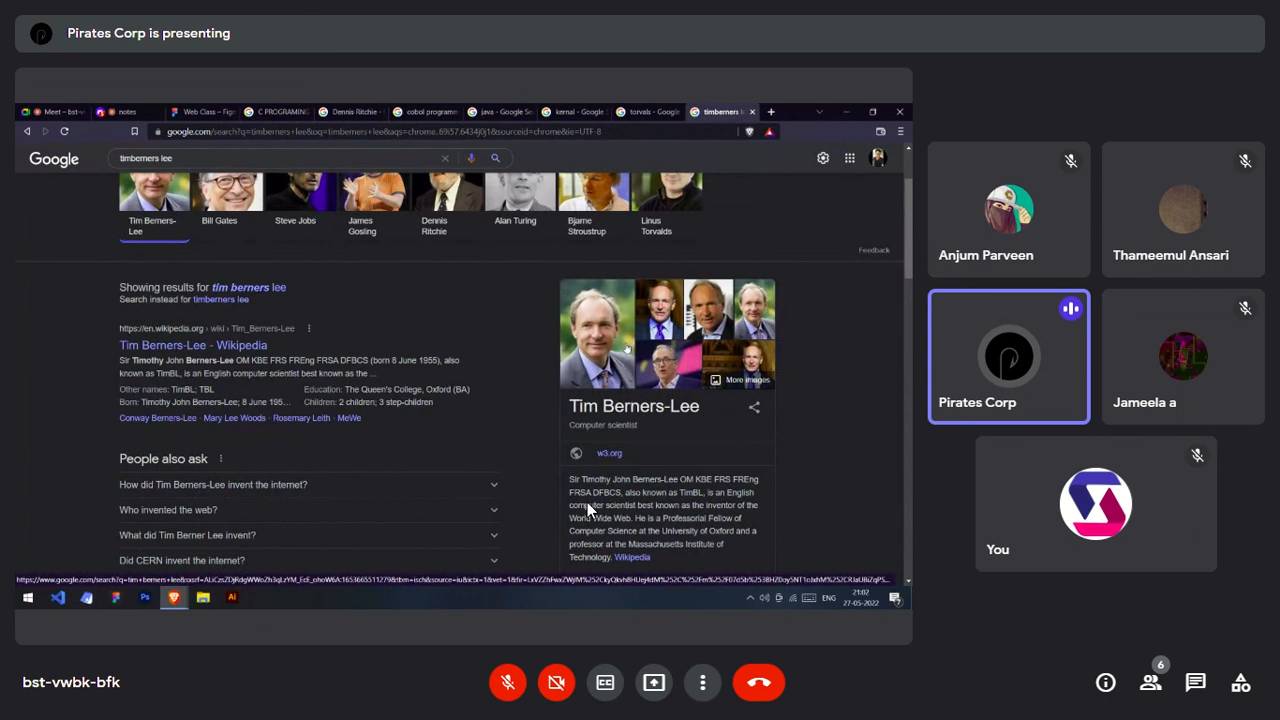 Pirates Corp is presenting
Meet – bst-v
notes
Web Class – Fig
C PROGRAMING
Dennis Ritchie -
cobol programm
java - Google Se
kernal - Google S
torvals - Google
timberners l
google.com/search?q=timberners+lee&oq=timberners+lee&aqs=chrome..69i57.6434j0j1&sourceid=chrome&ie=UTF-8
Google
timberners lee
Tim Berners-
Lee
Bill Gates
Steve Jobs
James
Gosling
Dennis
Ritchie
Alan Turing
Bjarne
Stroustrup
Linus
Torvalds
Feedback
Showing results for tim berners lee
Search instead for timberners lee
https://en.wikipedia.org › wiki › Tim_Berners-Lee
Tim Berners-Lee - Wikipedia
Sir Timothy John Berners-Lee OM KBE FRS FREng FRSA DFBCS (born 8 June 1955), also
known as TimBL, is an English computer scientist best known as the ...
Other names: TimBL; TBL
Education: The Queen's College, Oxford (BA)
Born: Timothy John Berners-Lee; 8 June 195...
Children: 2 children; 3 step-children
Conway Berners-Lee · Mary Lee Woods · Rosemary Leith · MeWe
People also ask
How did Tim Berners-Lee invent the internet?
Who invented the web?
What did Tim Berner Lee invent?
Did CERN invent the internet?
More images
Tim Berners-Lee
Computer scientist
w3.org
Sir Timothy John Berners-Lee OM KBE FRS FREng
FRSA DFBCS, also known as TimBL, is an English
computer scientist best known as the inventor of the
World Wide Web. He is a Professorial Fellow of
Computer Science at the University of Oxford and a
professor at the Massachusetts Institute of
Technology. Wikipedia
Ps
Ai
ENG
21:02
27-05-2022
Anjum Parveen
Thameemul Ansari
Pirates Corp
Jameela a
You
bst-vwbk-bfk
CC
6